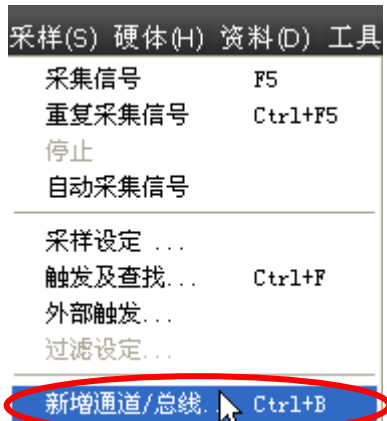 采样(S) 硬体(H) 资料(D) 工具
采集信号 F5
重复采集信号 Ctrl+F5
停止
自动采集信号
采样设定 ...
触发及查找... Ctrl+F
外部触发...
过滤设定...
新增通道/总线. Ctrl+B